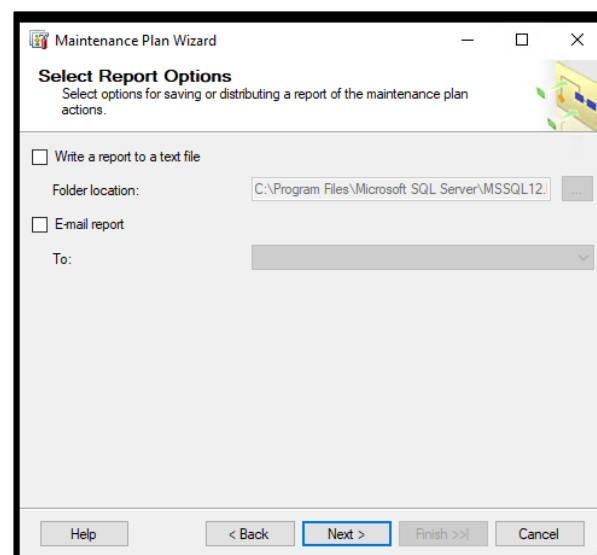 Maintenance Plan Wizard
Select Report Options
Select options for saving or distributing a report of the maintenance plan
actions.
Write a report to a text file
Folder location: C:\Program Files\Microsoft SQL Server\MSSQL12.I ...
E-mail report
To:
Help < Back Next > Finish >>| Cancel